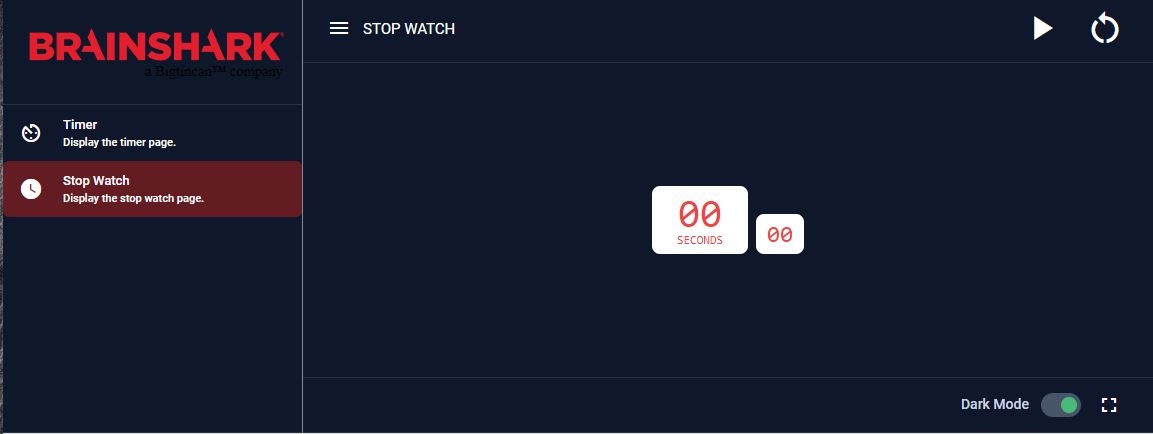 BRAINSHARK®
a Bigtincan™ company
Timer
Display the timer page.
Stop Watch
Display the stop watch page.
STOP WATCH
00
SECONDS
00
Dark Mode